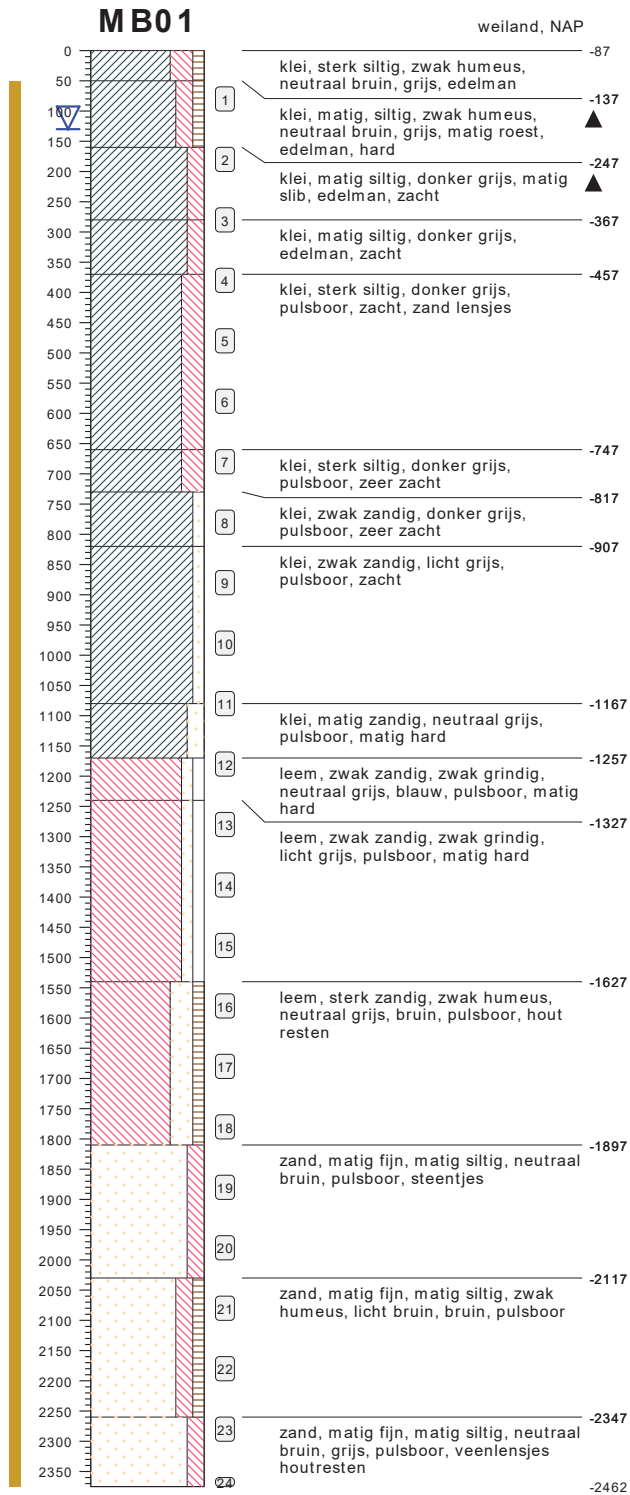 MB01
weiland, NAP
0
50
100
150
200
250
300
350
400
450
500
550
600
650
700
750
800
850
900
950
1000
1050
1100
1150
1200
1250
1300
1350
1400
1450
1500
1550
1600
1650
1700
1750
1800
1850
1900
1950
2000
2050
2100
2150
2200
2250
2300
2350
1
2
3
4
5
6
7
8
9
10
11
12
13
14
15
16
17
18
19
20
21
22
23
24
-87
klei, sterk siltig, zwak humeus,
neutraal bruin, grijs, edelman
-137
klei, matig, siltig, zwak humeus,
neutraal bruin, grijs, matig roest,
edelman, hard
-247
klei, matig siltig, donker grijs, matig
slib, edelman, zacht
-367
klei, matig siltig, donker grijs,
edelman, zacht
-457
klei, sterk siltig, donker grijs,
pulsboor, zacht, zand lensjes
-747
klei, sterk siltig, donker grijs,
pulsboor, zeer zacht
-817
klei, zwak zandig, donker grijs,
pulsboor, zeer zacht
-907
klei, zwak zandig, licht grijs,
pulsboor, zacht
-1167
klei, matig zandig, neutraal grijs,
pulsboor, matig hard
-1257
leem, zwak zandig, zwak grindig,
neutraal grijs, blauw, pulsboor, matig
hard
-1327
leem, zwak zandig, zwak grindig,
licht grijs, pulsboor, matig hard
-1627
leem, sterk zandig, zwak humeus,
neutraal grijs, bruin, pulsboor, hout
resten
-1897
zand, matig fijn, matig siltig, neutraal
bruin, pulsboor, steentjes
-2117
zand, matig fijn, matig siltig, zwak
humeus, licht bruin, bruin, pulsboor
-2347
zand, matig fijn, matig siltig, neutraal
bruin, grijs, pulsboor, veenlensjes
houtresten
-2462